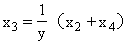 x₃ = 1/y (x₂ + x₄)